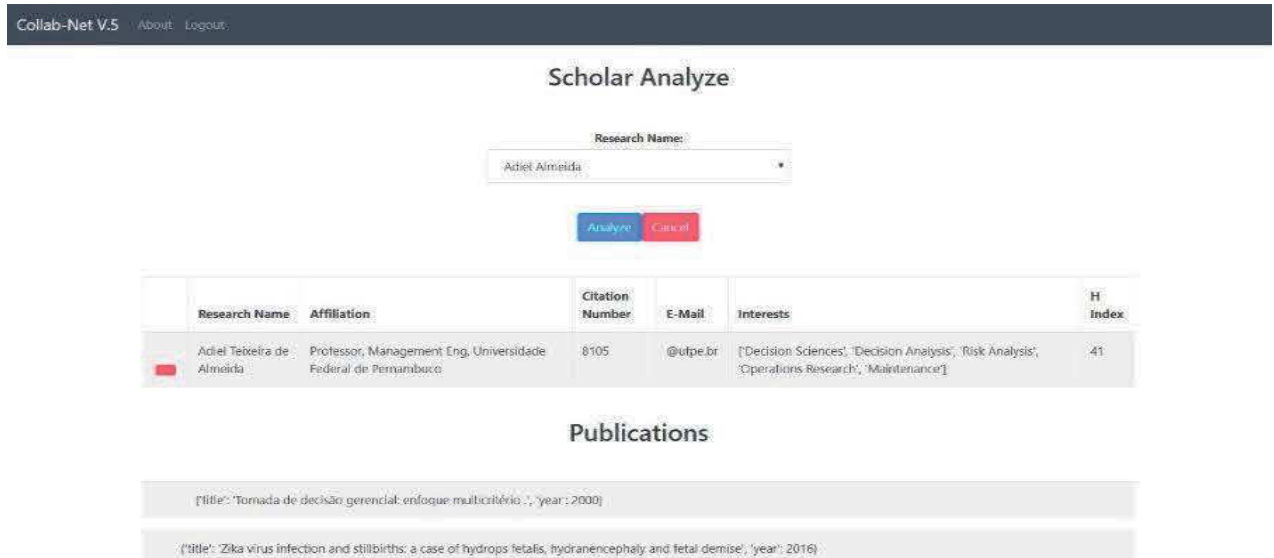 Collab-Net V.5 About Logout
Scholar Analyze
Research Name:
Adiel Almeida
Analyze Cancel
Research Name Affiliation Citation Number E-Mail Interests H Index
Adiel Teixeira de Almeida Professor, Management Eng, Universidade Federal de Pernambuco 8105 @ufpe.br ['Decision Sciences', 'Decision Analysis', 'Risk Analysis', 'Operations Research', 'Maintenance'] 41
Publications
{'title': 'Tomada de decisão gerencial: enfoque multicritério .', 'year': 2000}
{'title': 'Zika virus infection and stillbirths: a case of hydrops fetalis, hydranencephaly and fetal demise', 'year': 2016}